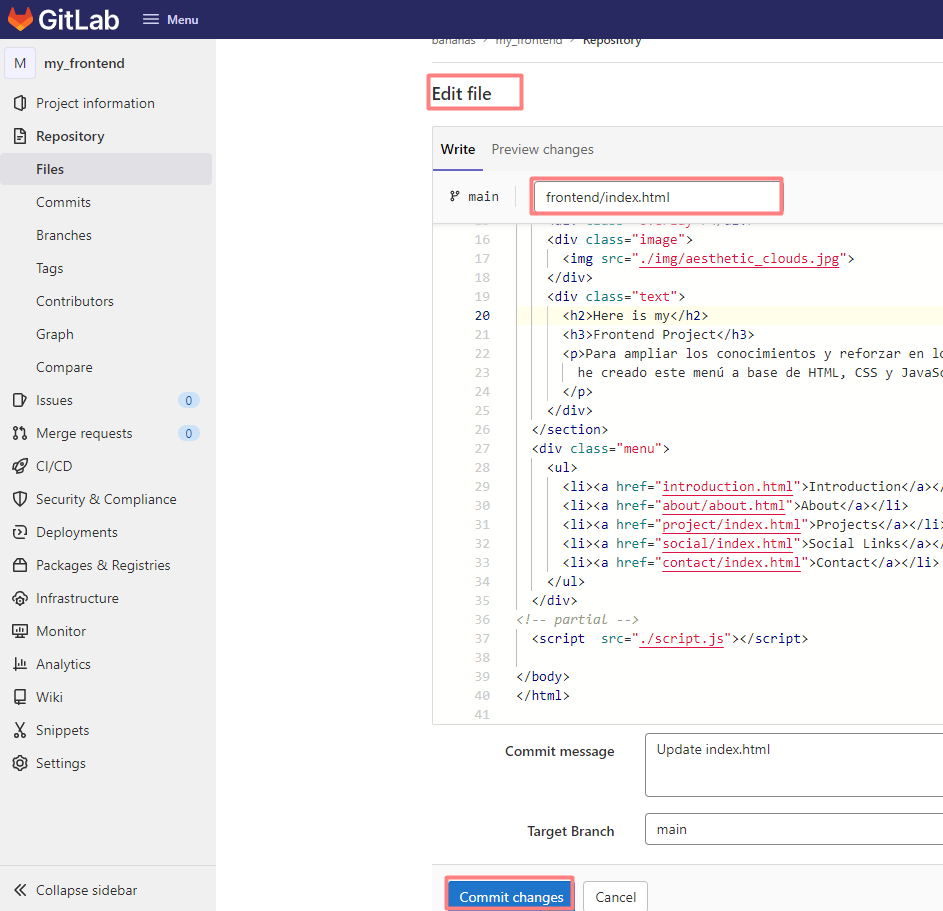 GitLab
Menu
M
my_frontend
Project information
Repository
Files
Commits
Branches
Tags
Contributors
Graph
Compare
Issues 0
Merge requests 0
CI/CD
Security & Compliance
Deployments
Packages & Registries
Infrastructure
Monitor
Analytics
Wiki
Snippets
Settings
Collapse sidebar
bananas > my_frontend > Repository
Edit file
Write Preview changes
main frontend/index.html
16 <div class="image">
17 <img src="./img/aesthetic_clouds.jpg">
18 </div>
19 <div class="text">
20 <h2>Here is my</h2>
21 <h3>Frontend Project</h3>
22 <p>Para ampliar los conocimientos y reforzar en lo
23 he creado este menú a base de HTML, CSS y JavaSc
24 </p>
25 </div>
26 </section>
27 <div class="menu">
28 <ul>
29 <li><a href="introduction.html">Introduction</a></
30 <li><a href="about/about.html">About</a></li>
31 <li><a href="project/index.html">Projects</a></li>
32 <li><a href="social/index.html">Social Links</a></
33 <li><a href="contact/index.html">Contact</a></li>
34 </ul>
35 </div>
36 <!-- partial -->
37 <script  src="./script.js"></script>
38
39 </body>
40 </html>
41
Commit message
Update index.html
Target Branch
main
Commit changes
Cancel